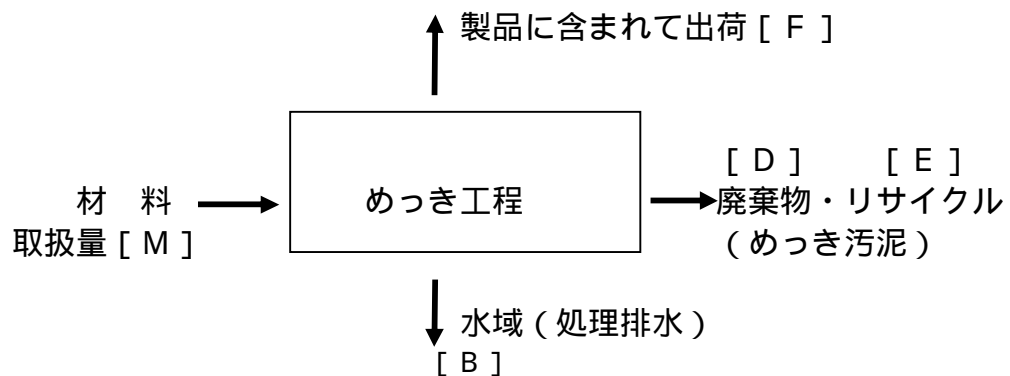 製品に含まれて出荷［Ｆ］
［Ｄ］　［Ｅ］
材　料
めっき工程
廃棄物・リサイクル
取扱量［Ｍ］
（めっき汚泥）
水域（処理排水）
［Ｂ］